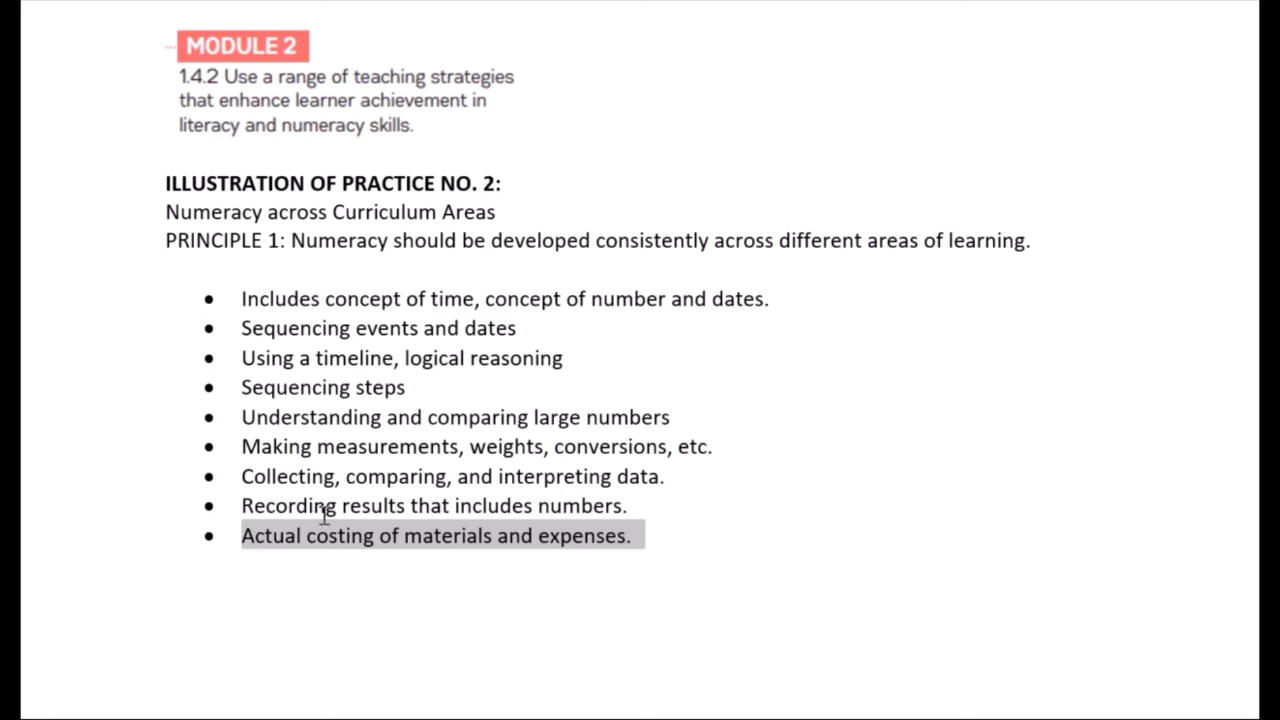 MODULE 2
1.4.2 Use a range of teaching strategies
that enhance learner achievement in
literacy and numeracy skills.
ILLUSTRATION OF PRACTICE NO. 2:
Numeracy across Curriculum Areas
PRINCIPLE 1: Numeracy should be developed consistently across different areas of learning.
• Includes concept of time, concept of number and dates.
• Sequencing events and dates
• Using a timeline, logical reasoning
• Sequencing steps
• Understanding and comparing large numbers
• Making measurements, weights, conversions, etc.
• Collecting, comparing, and interpreting data.
• Recording results that includes numbers.
• Actual costing of materials and expenses.